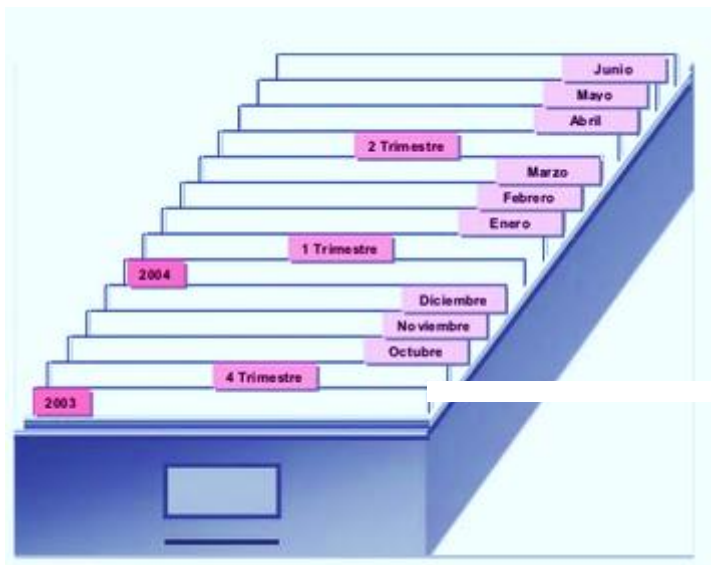 Junio
Mayo
Abril
2 Trimestre
Marzo
Febrero
Enero
1 Trimestre
2004
Diciembre
Noviembre
Octubre
4 Trimestre
2003